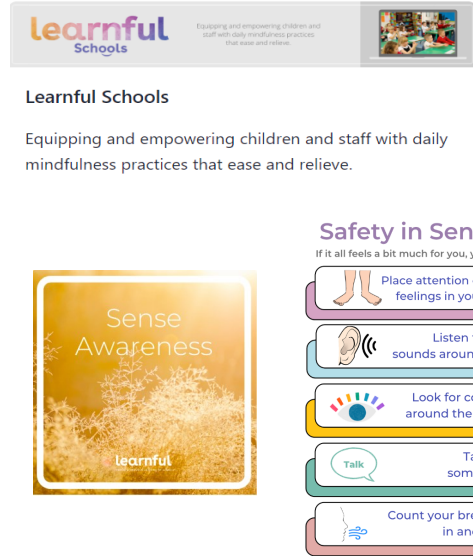 learnful
Schools
Equipping and empowering children and
staff with daily mindfulness practices
that ease and relieve.
Learnful Schools
Equipping and empowering children and staff with daily
mindfulness practices that ease and relieve.
Sense
Awareness
learnful
Safety in Sen
If it all feels a bit much for you, y
Place attention
feelings in you
Listen
sounds aroun
Look for co
around the
Talk
Ta
som
Count your bre
in an